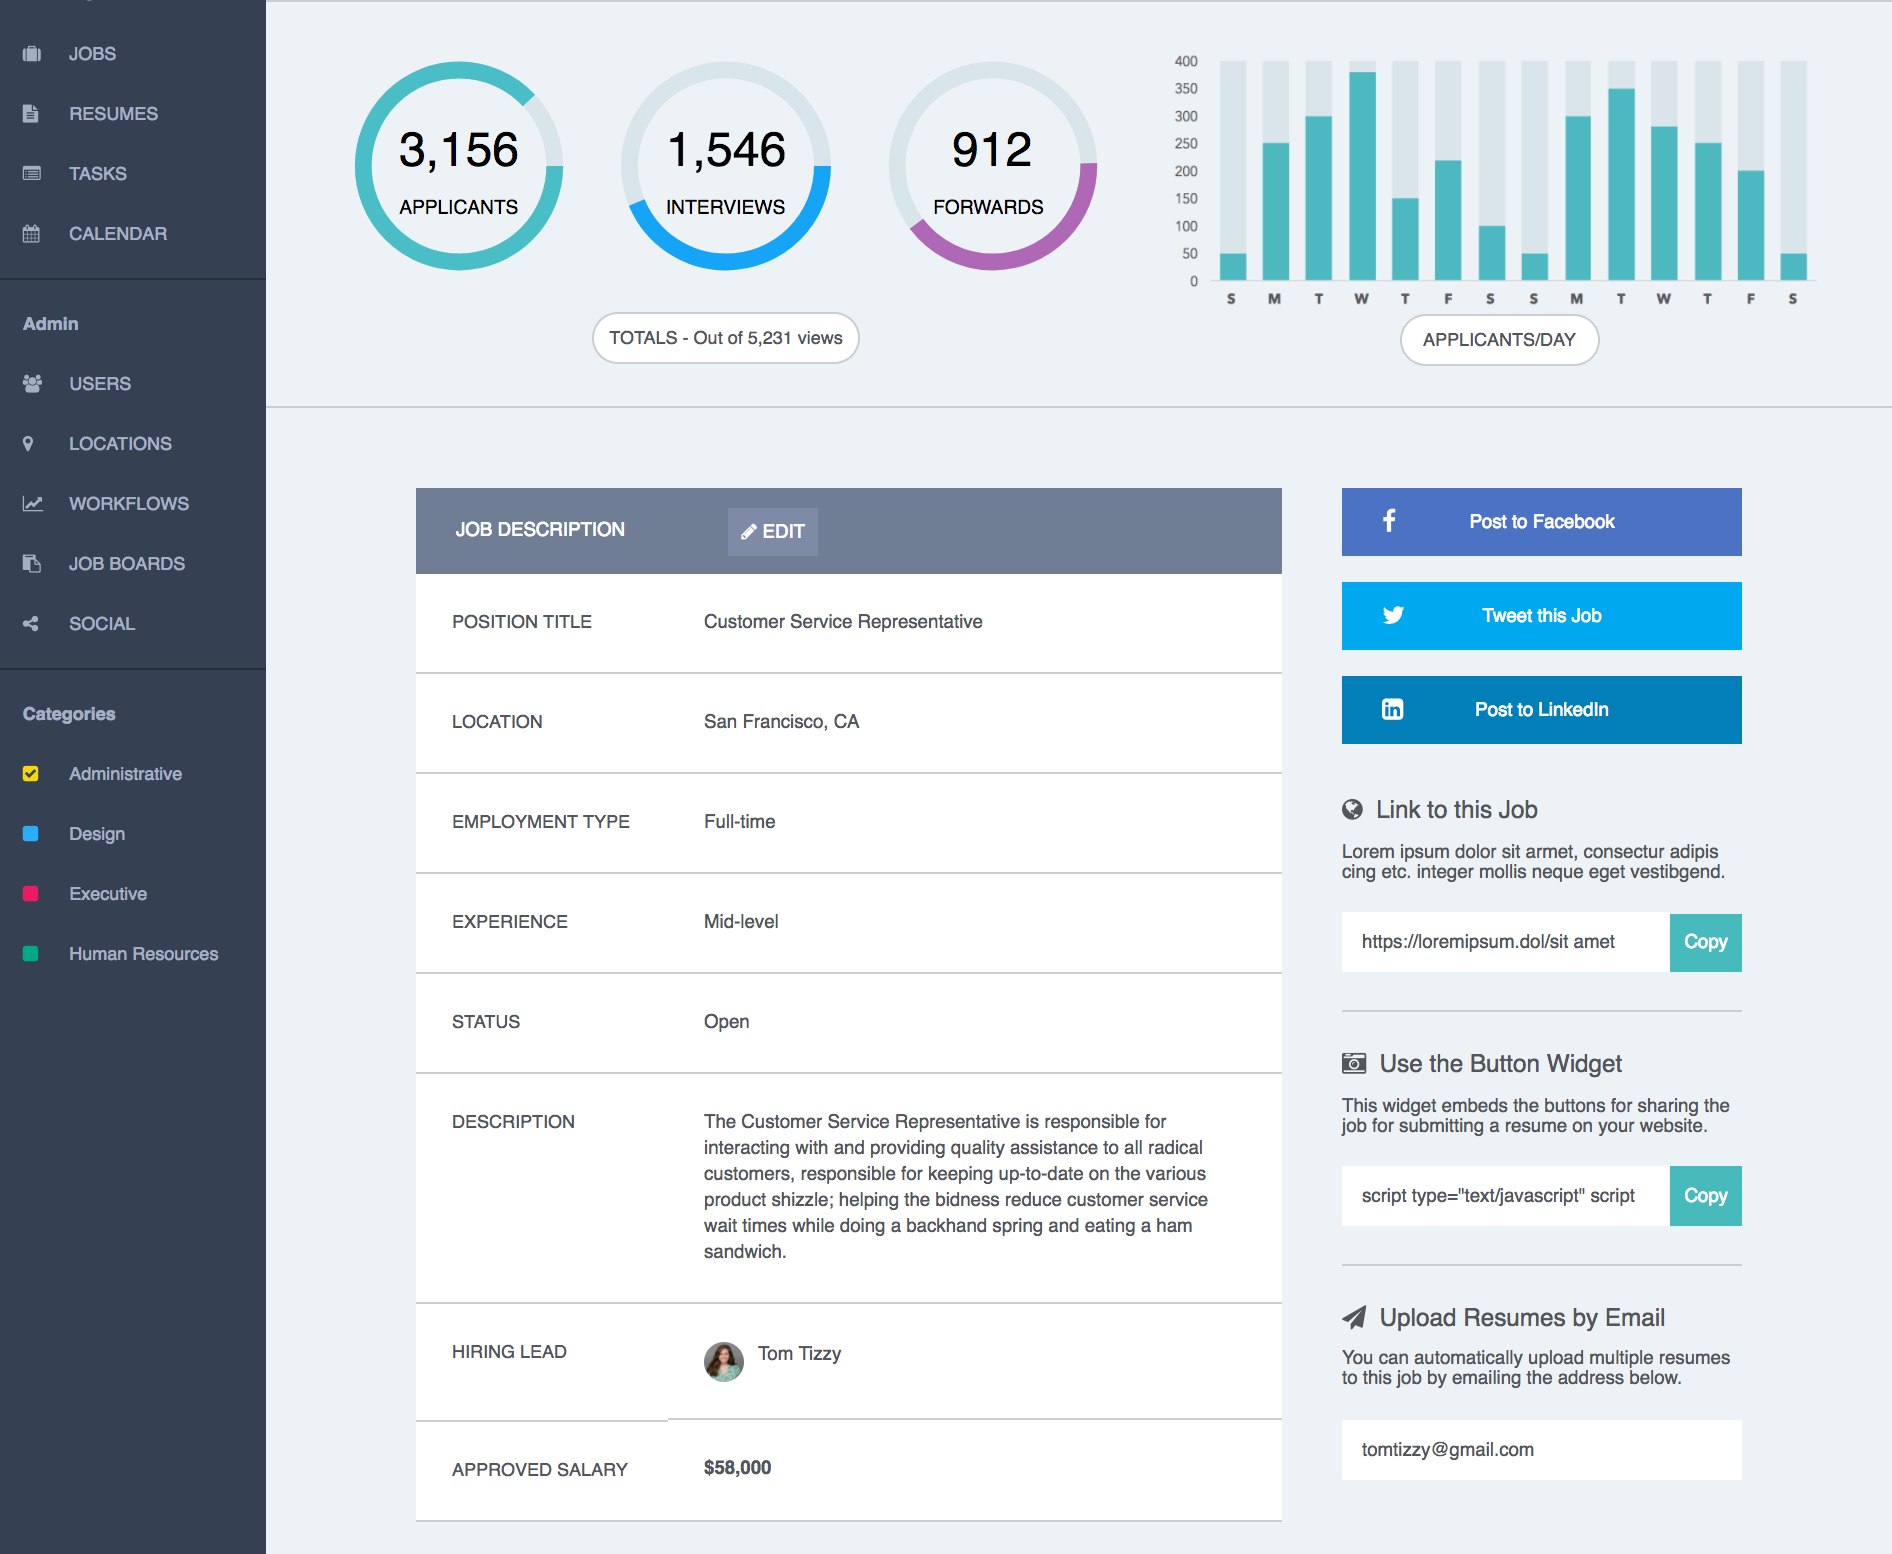 JOBS
RESUMES
TASKS
CALENDAR
Admin
USERS
LOCATIONS
WORKFLOWS
JOB BOARDS
SOCIAL
Categories
Administrative
Design
Executive
Human Resources
3,156
APPLICANTS
1,546
INTERVIEWS
912
FORWARDS
TOTALS - Out of 5,231 views
400
350
300
250
200
150
100
50
0
S M T W T F S S M T W T F S
APPLICANTS/DAY
JOB DESCRIPTION
EDIT
POSITION TITLE
Customer Service Representative
LOCATION
San Francisco, CA
EMPLOYMENT TYPE
Full-time
EXPERIENCE
Mid-level
STATUS
Open
DESCRIPTION
The Customer Service Representative is responsible for
interacting with and providing quality assistance to all radical
customers, responsible for keeping up-to-date on the various
product shizzle; helping the bidness reduce customer service
wait times while doing a backhand spring and eating a ham
sandwich.
HIRING LEAD
Tom Tizzy
APPROVED SALARY
$58,000
Post to Facebook
Tweet this Job
Post to LinkedIn
Link to this Job
Lorem ipsum dolor sit armet, consectur adipis
cing etc. integer mollis neque eget vestibgend.
https://loremipsum.dol/sit amet
Copy
Use the Button Widget
This widget embeds the buttons for sharing the
job for submitting a resume on your website.
script type="text/javascript" script
Copy
Upload Resumes by Email
You can automatically upload multiple resumes
to this job by emailing the address below.
tomtizzy@gmail.com